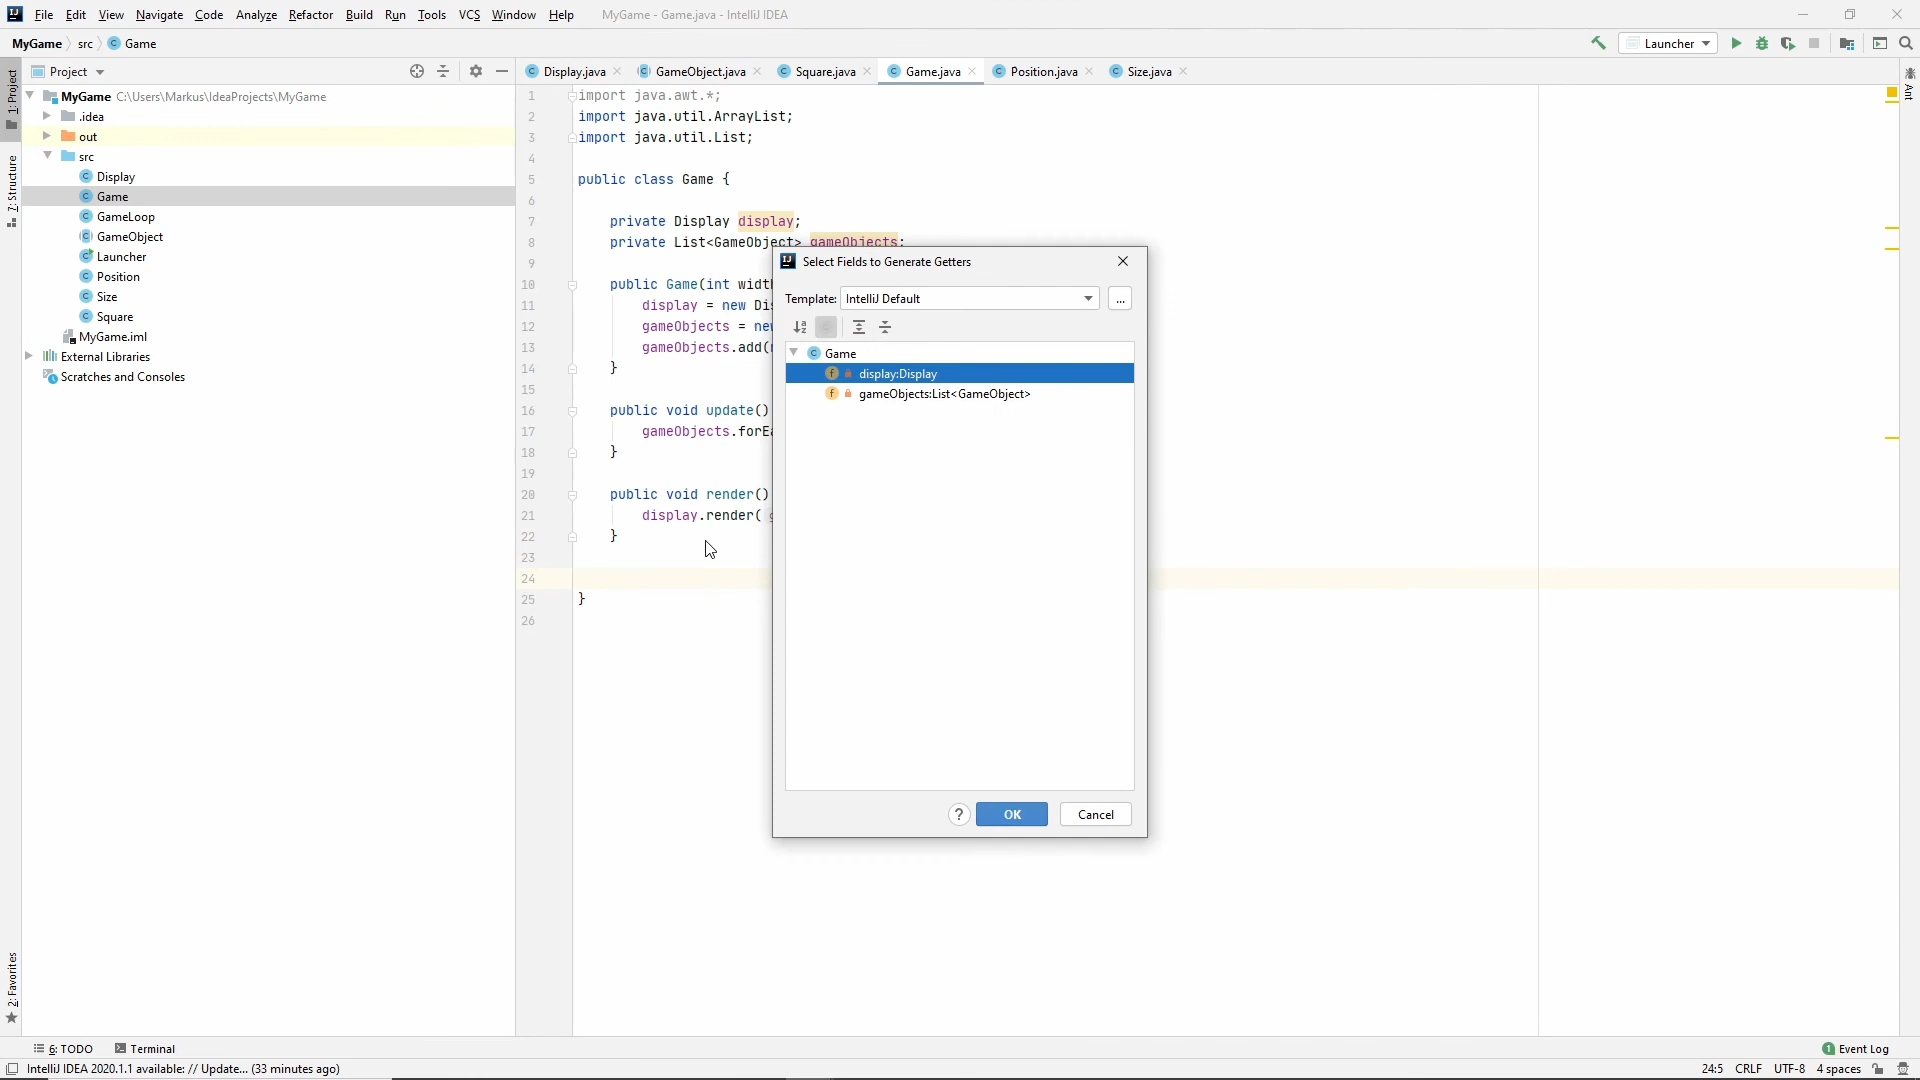 File Edit View Navigate Code Analyze Refactor Build Run Tools VCS Window Help MyGame - Game.java - IntelliJ IDEA
MyGame src Game
Launcher
Project
Display.java GameObject.java Square.java Game.java Position.java Size.java
1: Project
7: Structure
2: Favorites
Ant
MyGame C:\Users\Markus\IdeaProjects\MyGame
.idea
out
src
Display
Game
GameLoop
GameObject
Launcher
Position
Size
Square
MyGame.iml
External Libraries
Scratches and Consoles
1 import java.awt.*;
2 import java.util.ArrayList;
3 import java.util.List;
4
5 public class Game {
6
7 private Display display;
8 private List<GameObject> gameObjects;
9
10 public Game(int widt
11 display = new Di
12 gameObjects = ne
13 gameObjects.add(
14 }
15
16 public void update()
17 gameObjects.forE
18 }
19
20 public void render()
21 display.render(
22 }
23
24
25 }
26
Select Fields to Generate Getters
Template: IntelliJ Default ...
Game
display:Display
gameObjects:List<GameObject>
? OK Cancel
6: TODO Terminal
1 Event Log
IntelliJ IDEA 2020.1.1 available: // Update... (33 minutes ago)
24:5 CRLF UTF-8 4 spaces